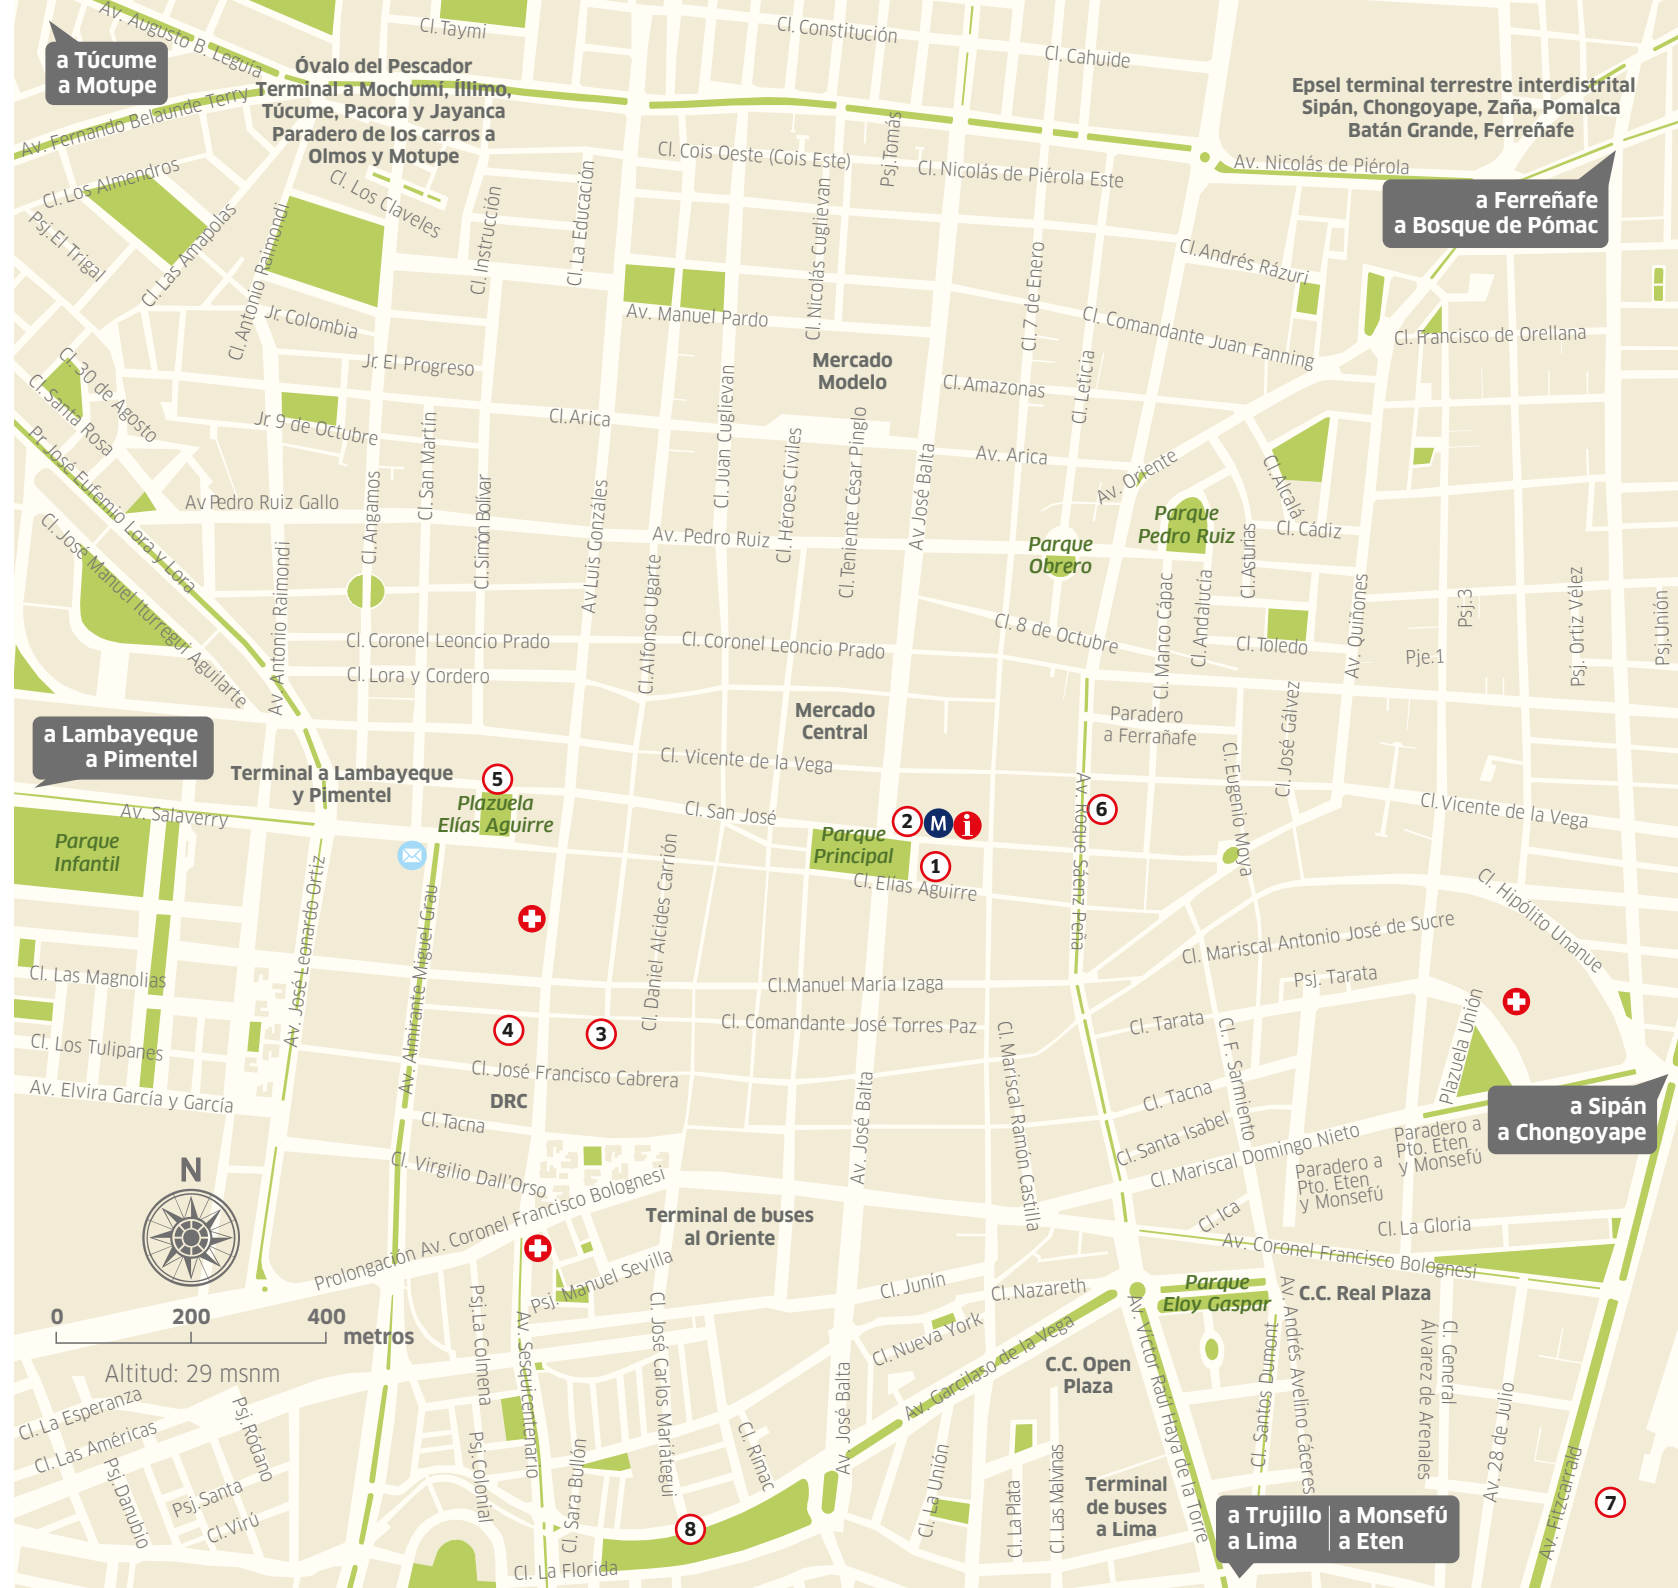 Av. Augusto B. Leguía
Cl. Taymi
Cl. Constitución
Cl. Cahuide
a Túcume
a Motupe
Óvalo del Pescador
Terminal a Mochumí, Íllimo,
Túcume, Pacora y Jayanca
Paradero de los carros a
Olmos y Motupe
Epsel terminal terrestre interdistrital
Sipán, Chongoyape, Zaña, Pomalca
Batán Grande, Ferreñafe
Av. Fernando Belaunde Terry
Cl. Los Almendros
Cl. Los Claveles
Cl. Cois Oeste (Cois Este)
Psj.Tomás
Cl. Nicolás de Piérola Este
Av. Nicolás de Piérola
a Ferreñafe
a Bosque de Pómac
Psj.El Trigal
Cl. Las Amapolas
Cl. Antonio Raimondi
Cl. Instrucción
Cl. La Educación
Cl. Nicolás Cuglievan
Cl. 7 de Enero
Cl. Andrés Rázuri
Jr. Colombia
Av. Manuel Pardo
Cl. Comandante Juan Fanning
Cl. Francisco de Orellana
Jr. El Progreso
Mercado
Modelo
Cl. Amazonas
Cl. Leticia
Cl. 30 de Agosto
Cl. Santa Rosa
Jr. 9 de Octubre
Cl. Arica
Cl. Juan Cuglievan
Av. Arica
Av. Oriente
Cl. Alcalá
Pr. José Eufemio Lora y Lora
Av Pedro Ruiz Gallo
Cl. Angamos
Cl. San Martín
Cl. Simón Bolívar
Av Luis Gonzáles
Av. Pedro Ruiz
Cl. Héroes Civiles
Cl. Teniente César Pinglo
Av José Balta
Parque
Obrero
Parque
Pedro Ruiz
Cl. Asturias
Cl. Cádiz
Cl. José Manuel Iturregui Aguilarte
Av. Antonio Raimondi
Cl. Alfonso Ugarte
Cl. Coronel Leoncio Prado
Cl. Coronel Leoncio Prado
Cl. 8 de Octubre
Cl. Manco Cápac
Cl. Andalucía
Cl. Toledo
Av. Quiñones
Pje.1
Psj.3
Psj. Ortiz Vélez
Psj.Unión
Cl. Lora y Cordero
a Lambayeque
a Pimentel
Mercado
Central
Paradero
a Ferrañafe
Cl. José Gálvez
Cl. Eugenio Moya
Terminal a Lambayeque
y Pimentel
5
Plazuela
Elías Aguirre
Cl. Vicente de la Vega
Cl. Vicente de la Vega
Av. Salaverry
Cl. San José
Parque
Principal
2
M
i
1
6
Av. Roque Sáenz Peña
Parque
Infantil
Cl. Elías Aguirre
Av. José Leonardo Ortiz
Av. Almirante Miguel Grau
Cl. Daniel Alcides Carrión
Cl. Hipólito Unanue
Cl. Mariscal Antonio José de Sucre
Cl. Las Magnolias
Cl.Manuel María Izaga
Psj. Tarata
Plazuela Unión
4
3
Cl. Comandante José Torres Paz
Cl. Tarata
Cl. F. Sarmiento
Cl. Mariscal Ramón Castilla
Cl. Los Tulipanes
Cl. José Francisco Cabrera
Av. Elvira García y García
DRC
Cl. Tacna
Cl. Tacna
Av. José Balta
Cl. Santa Isabel
Cl. Mariscal Domingo Nieto
Paradero a
Pto. Eten
y Monsefú
Paradero a
Pto. Eten
y Monsefú
a Sipán
a Chongoyape
N
Cl. Virgilio Dall'Orso
Prolongación Av. Coronel Francisco Bolognesi
Terminal de buses
al Oriente
Cl. Ica
Cl. La Gloria
Av. Coronel Francisco Bolognesi
0 200 400
metros
Altitud: 29 msnm
Psj. Manuel Sevilla
Cl. Junín
Cl. Nazareth
Parque
Eloy Gaspar
C.C. Real Plaza
Psj.La Colmena
Av. Sesquicentenario
Cl. José Carlos Mariátegui
Cl. Nueva York
Av. Garcilaso de la Vega
C.C. Open
Plaza
Av. Víctor Raúl Haya de la Torre
Cl. Santos Dumont
Av. Andrés Avelino Cáceres
Cl. General
Álvarez de Arenales
Av. 28 de Julio
Cl. La Esperanza
Cl. Las Américas
Psj.Ródano
Psj.Danubio
Psj.Santa
Cl. Virú
Psj.Colonial
Cl. Sara Bullón
Cl. Rímac
Av. José Balta
Cl. La Unión
Cl. La Plata
Cl. Las Malvinas
Terminal
de buses
a Lima
Av. Fitzcarrald
7
8
Cl. La Florida
a Trujillo
a Lima
a Monsefú
a Eten